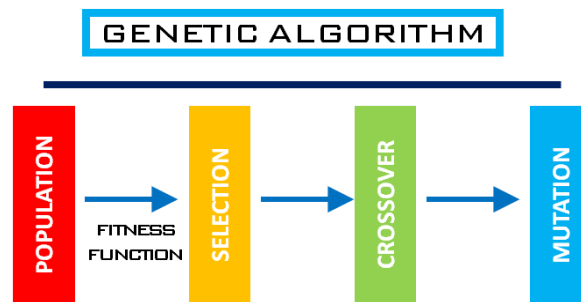 GENETIC ALGORITHM
POPULATION
FITNESS
FUNCTION
SELECTION
CROSSOVER
MUTATION